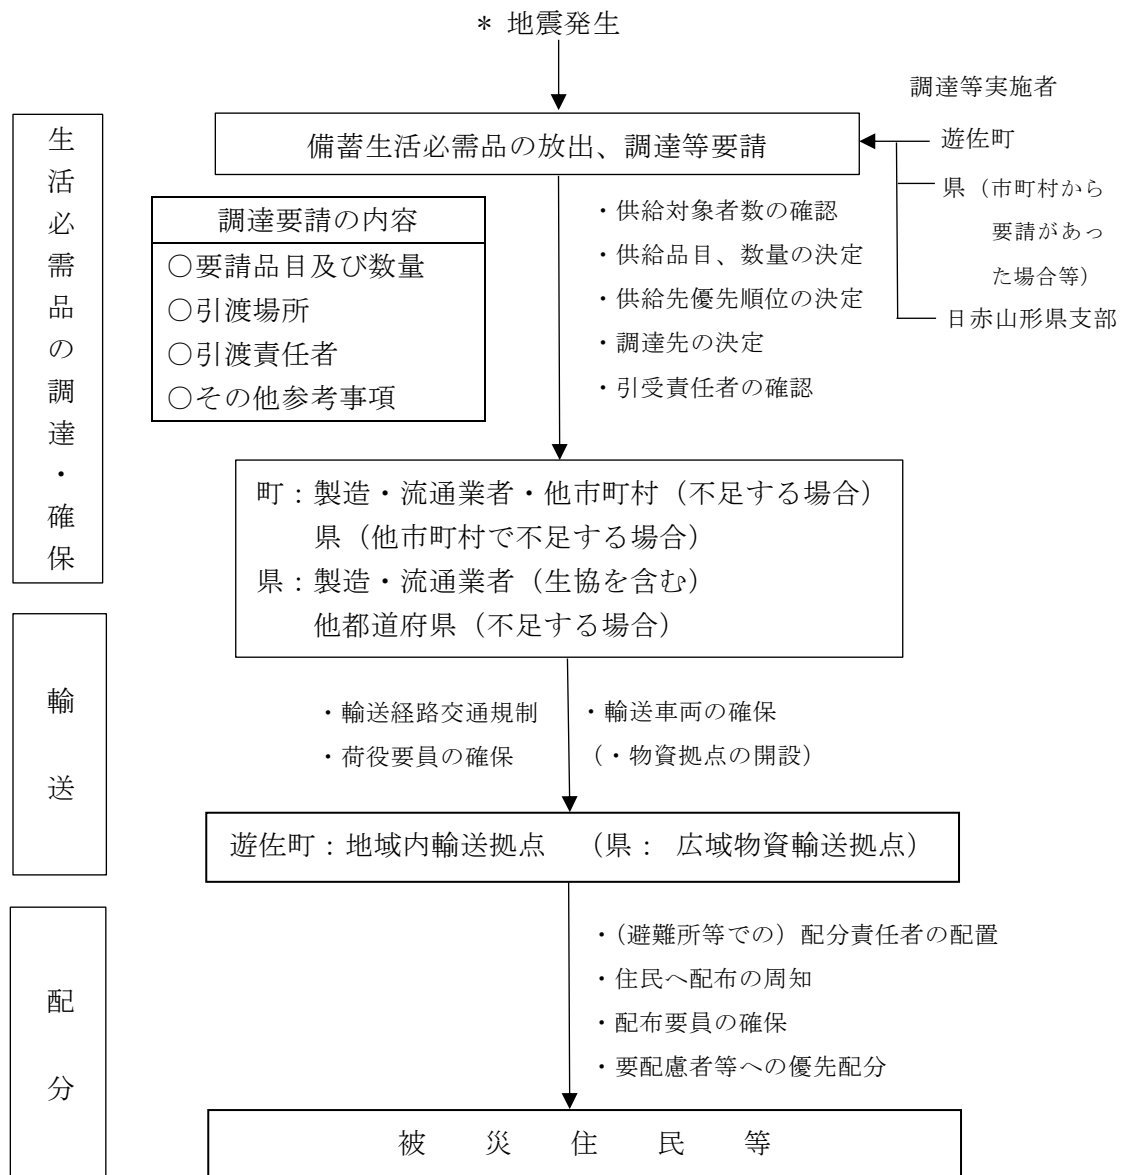 * 地震発生
調達等実施者
備蓄生活必需品の放出、調達等要請
遊佐町
県（市町村から
要請があっ
た場合等）
日赤山形県支部
生活必需品の調達・確保
調達要請の内容
○要請品目及び数量
○引渡場所
○引渡責任者
○その他参考事項
・供給対象者数の確認
・供給品目、数量の決定
・供給先優先順位の決定
・調達先の決定
・引受責任者の確認
町：製造・流通業者・他市町村（不足する場合）
県（他市町村で不足する場合）
県：製造・流通業者（生協を含む）
他都道府県（不足する場合）
輸送
・輸送経路交通規制
・荷役要員の確保
・輸送車両の確保
（・物資拠点の開設）
遊佐町：地域内輸送拠点　（県： 広域物資輸送拠点）
配分
・（避難所等での）配分責任者の配置
・住民へ配布の周知
・配布要員の確保
・要配慮者等への優先配分
被　災　住　民　等